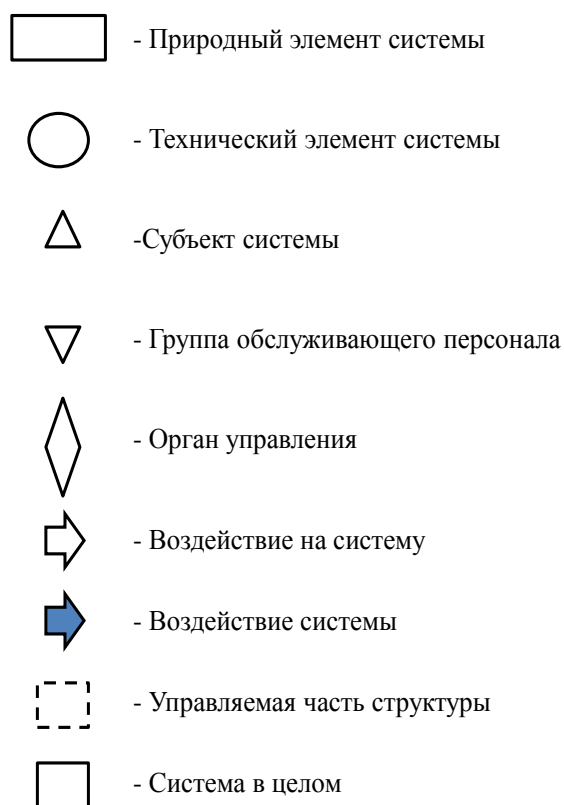 - Природный элемент системы
- Технический элемент системы
-Субъект системы
- Группа обслуживающего персонала
- Орган управления
- Воздействие на систему
- Воздействие системы
- Управляемая часть структуры
- Система в целом